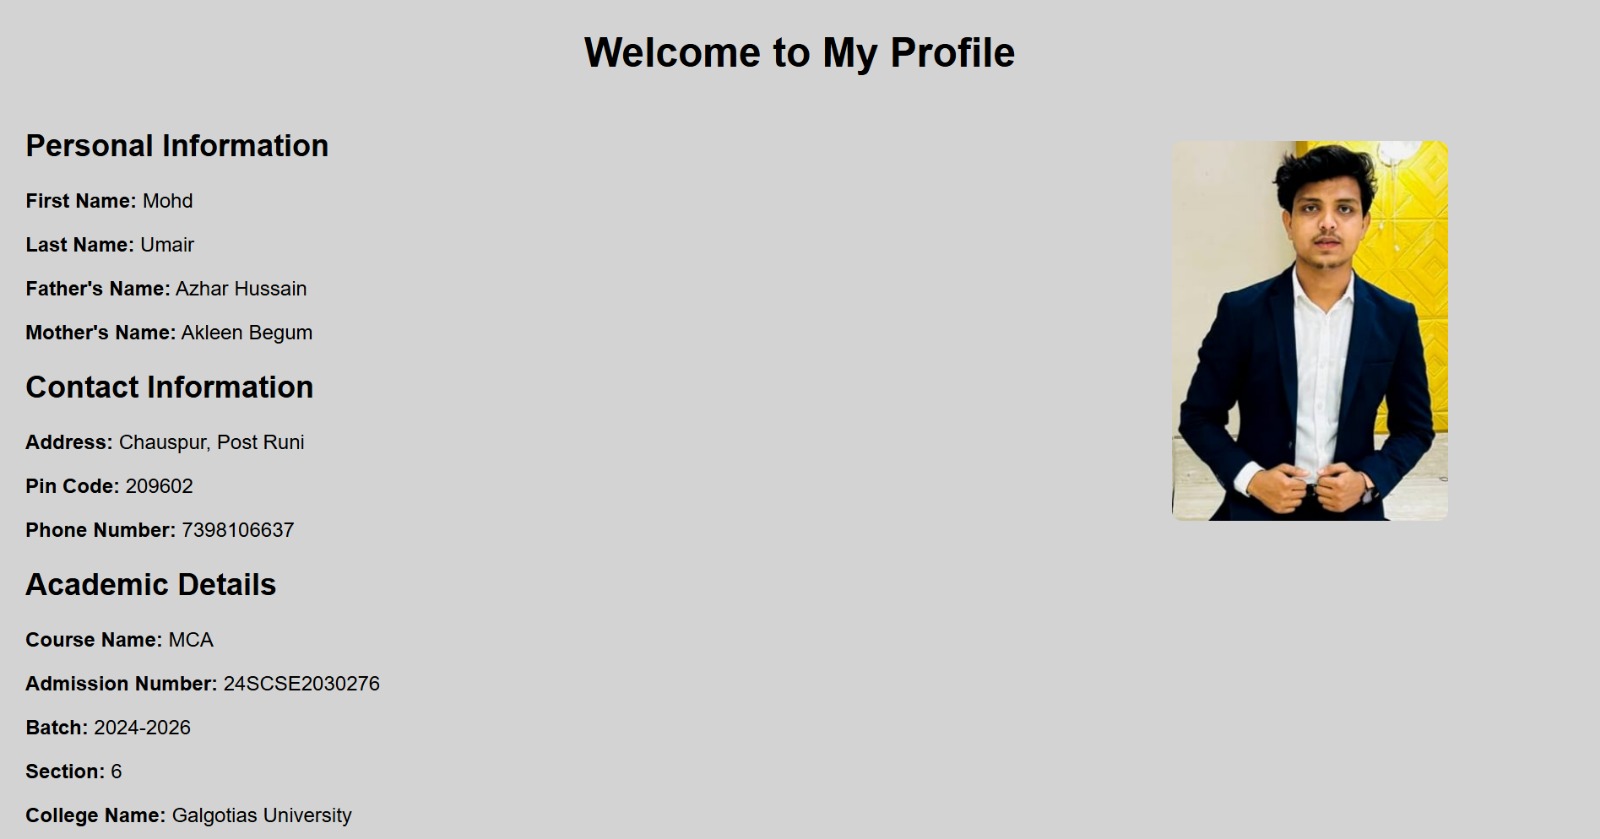 Welcome to My Profile
Personal Information
First Name: Mohd
Last Name: Umair
Father's Name: Azhar Hussain
Mother's Name: Akleen Begum
Contact Information
Address: Chauspur, Post Runi
Pin Code: 209602
Phone Number: 7398106637
Academic Details
Course Name: MCA
Admission Number: 24SCSE2030276
Batch: 2024-2026
Section: 6
College Name: Galgotias University